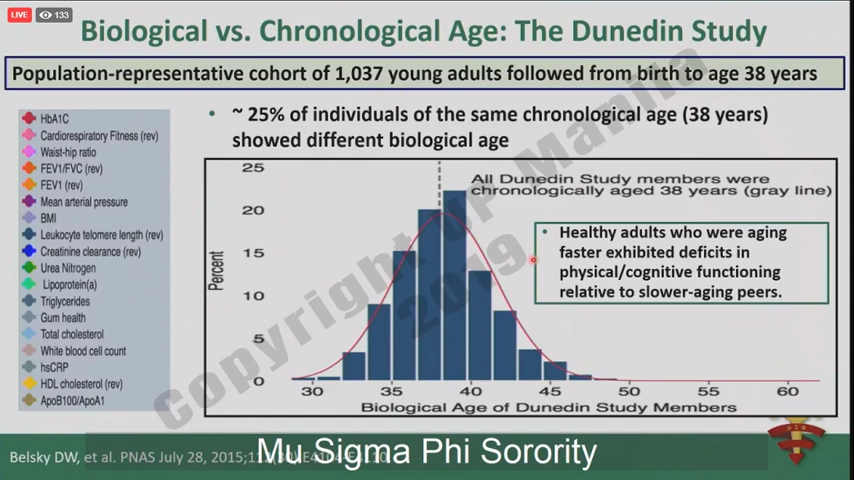 LIVE 133
Biological vs. Chronological Age: The Dunedin Study
Population-representative cohort of 1,037 young adults followed from birth to age 38 years
HbA1C
Cardiorespiratory Fitness (rev)
Waist-hip ratio
FEV1/FVC (rev)
FEV1 (rev)
Mean arterial pressure
BMI
Leukocyte telomere length (rev)
Creatinine clearance (rev)
Urea Nitrogen
Lipoprotein(a)
Triglycerides
Gum health
Total cholesterol
White blood cell count
hsCRP
HDL cholesterol (rev)
ApoB100/ApoA1
• ~ 25% of individuals of the same chronological age (38 years)
showed different biological age
25
20
15
10
5
0
Percent
All Dunedin Study members were
chronologically aged 38 years (gray line)
• Healthy adults who were aging
faster exhibited deficits in
physical/cognitive functioning
relative to slower-aging peers.
30 35 40 45 50 55 60
Biological Age of Dunedin Study Members
Copyright UP Manila
2019
Belsky DW, et al. PNAS July 28, 2015;
Mu Sigma Phi Sorority
ΜΣΦ